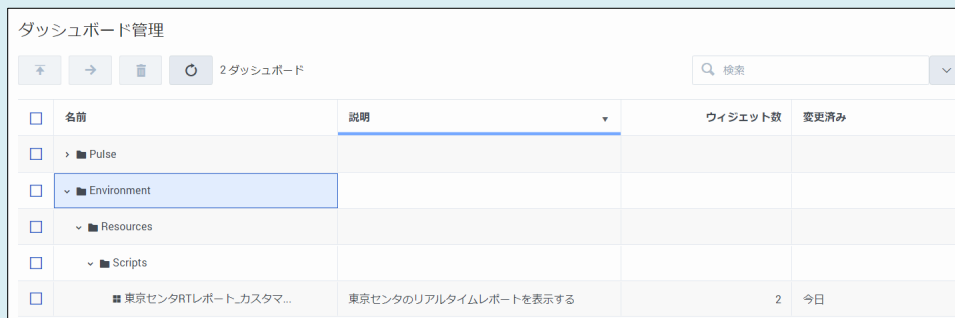 ダッシュボード管理
2 ダッシュボード
検索
名前 説明 ウィジェット数 変更済み
Pulse
Environment
Resources
Scripts
東京センタRTレポート_カスタマ... 東京センタのリアルタイムレポートを表示する 2 今日